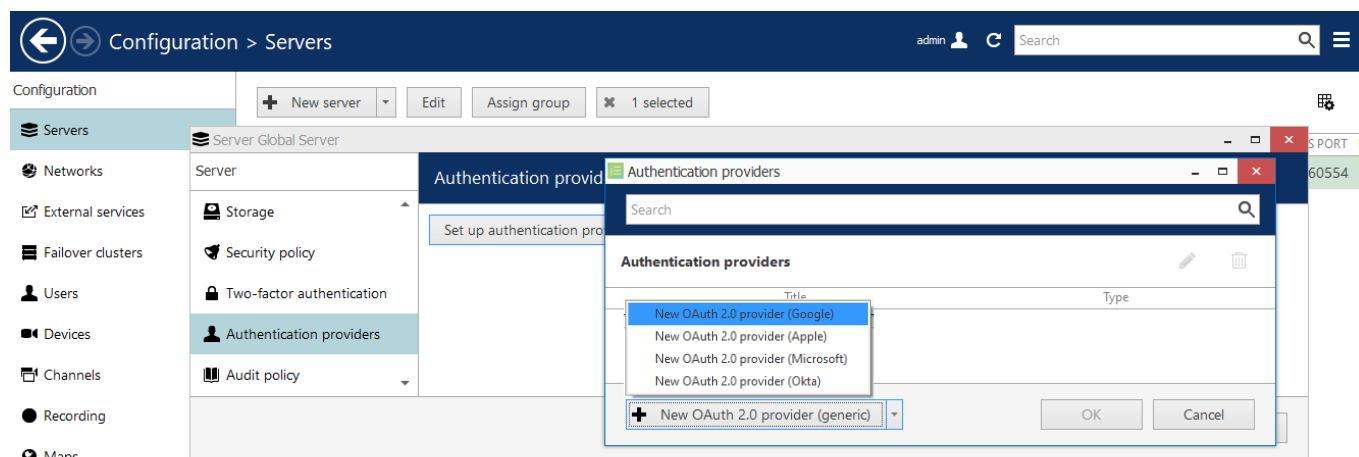 Configuration > Servers
admin
Search
Configuration
New server
Edit
Assign group
1 selected
Servers
Server Global Server
S PORT
Networks
Server
Authentication provid
Authentication providers
60554
External services
Storage
Search
Set up authentication pro
Failover clusters
Security policy
Authentication providers
Users
Two-factor authentication
Title
Type
New OAuth 2.0 provider (Google)
Devices
Authentication providers
New OAuth 2.0 provider (Apple)
New OAuth 2.0 provider (Microsoft)
Channels
Audit policy
New OAuth 2.0 provider (Okta)
Recording
New OAuth 2.0 provider (generic)
OK
Cancel
Maps